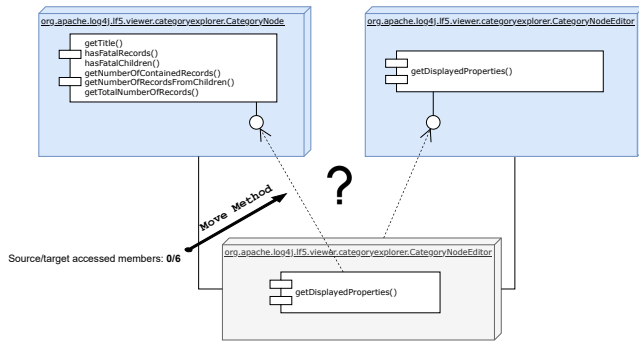 org.apache.log4j.lf5.viewer.categoryexplorer.CategoryNode
getTitle()
hasFatalRecords()
hasFatalChildren()
getNumberOfContainedRecords()
getNumberOfRecordsFromChildren()
getTotalNumberOfRecords()
org.apache.log4j.lf5.viewer.categoryexplorer.CategoryNodeEditor
getDisplayedProperties()
?
Move Method
Source/target accessed members: 0/6
org.apache.log4j.lf5.viewer.categoryexplorer.CategoryNodeEditor
getDisplayedProperties()